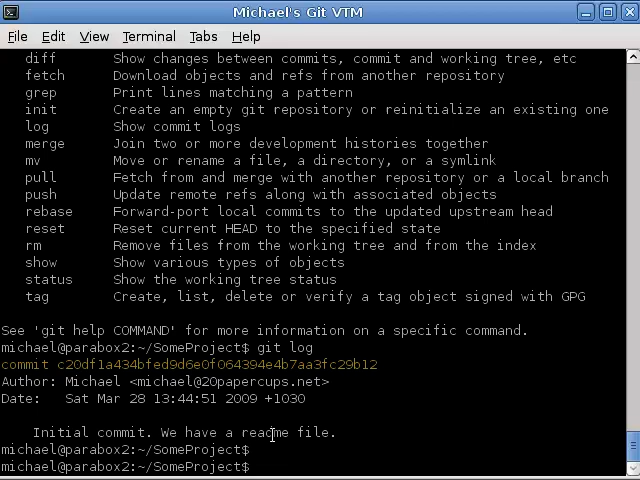 Michael's Git VTM
File Edit View Terminal Tabs Help
diff Show changes between commits, commit and working tree, etc
fetch Download objects and refs from another repository
grep Print lines matching a pattern
init Create an empty git repository or reinitialize an existing one
log Show commit logs
merge Join two or more development histories together
mv Move or rename a file, a directory, or a symlink
pull Fetch from and merge with another repository or a local branch
push Update remote refs along with associated objects
rebase Forward-port local commits to the updated upstream head
reset Reset current HEAD to the specified state
rm Remove files from the working tree and from the index
show Show various types of objects
status Show the working tree status
tag Create, list, delete or verify a tag object signed with GPG
See 'git help COMMAND' for more information on a specific command.
michael@parabox2:~/SomeProject$ git log
commit c20df1a434bfed9d6e0f064394e4b7aa3fc29b12
Author: Michael <michael@20papercups.net>
Date: Sat Mar 28 13:44:51 2009 +1030
Initial commit. We have a readme file.
michael@parabox2:~/SomeProject$
michael@parabox2:~/SomeProject$